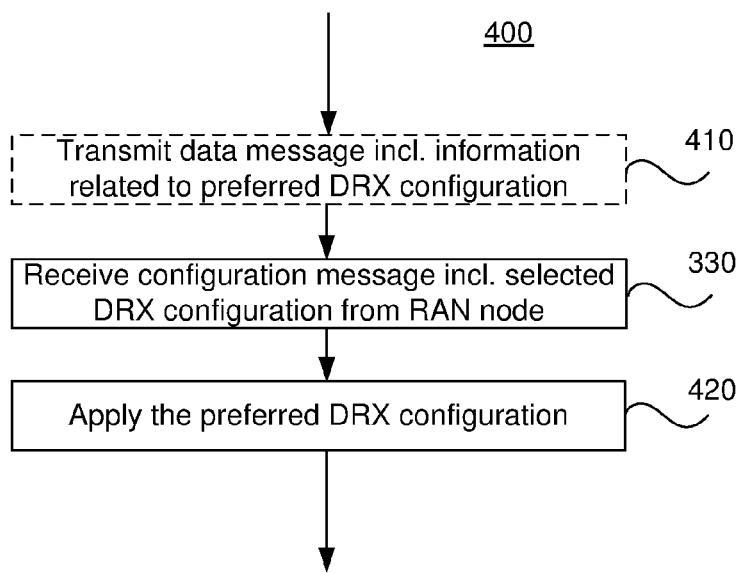 400
410
Transmit data message incl. information
related to preferred DRX configuration
330
Receive configuration message incl. selected
DRX configuration from RAN node
420
Apply the preferred DRX configuration